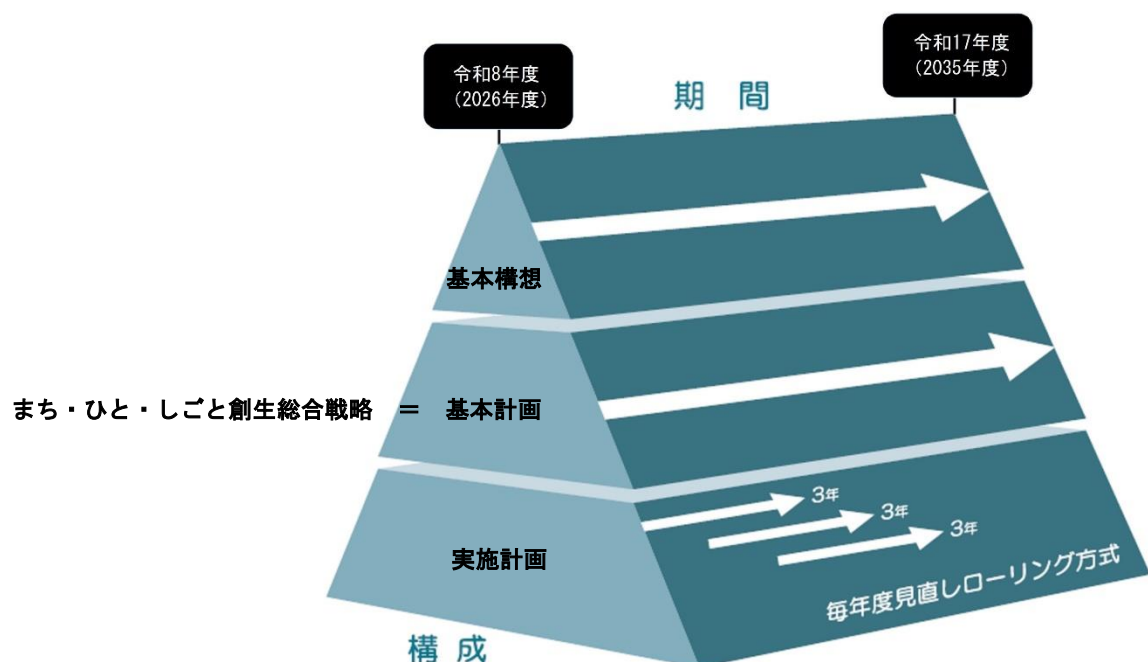 令和8年度
（2026年度）
令和17年度
（2035年度）
期　間
基本構想
まち・ひと・しごと創生総合戦略　＝　基本計画
3年
3年
3年
実施計画
毎年度見直しローリング方式
構 成